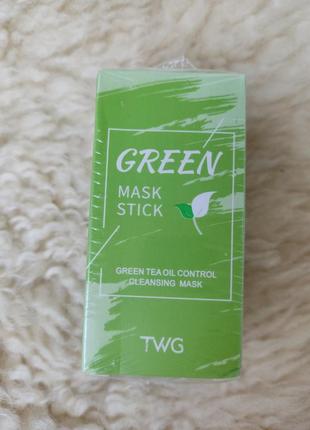 GREEN
MASK
STICK
GREEN TEA OIL CONTROL
CLEANSING MASK
TWG